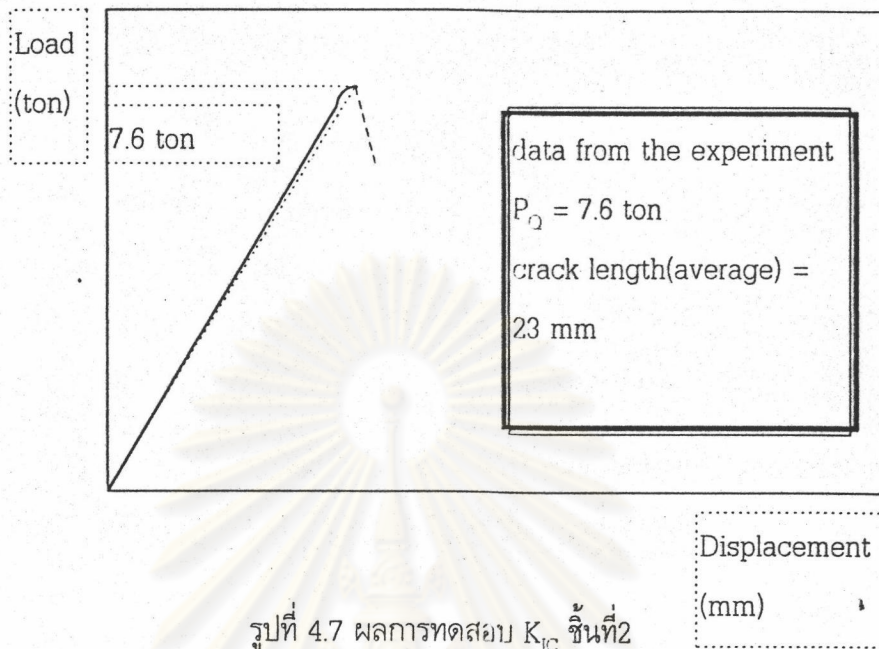 Load
(ton)
7.6 ton
data from the experiment
P_Q = 7.6 ton
crack length(average) =
23 mm
Displacement
(mm)
รูปที่ 4.7 ผลการทดสอบ K_IC ชิ้นที่2